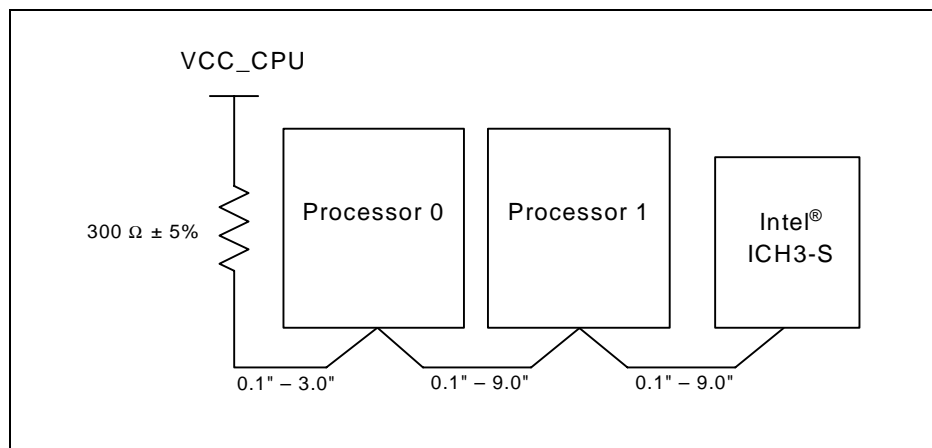 VCC_CPU
Processor 0
Processor 1
Intel®
ICH3-S
300 Ω ± 5%
0.1" – 3.0"
0.1" – 9.0"
0.1" – 9.0"